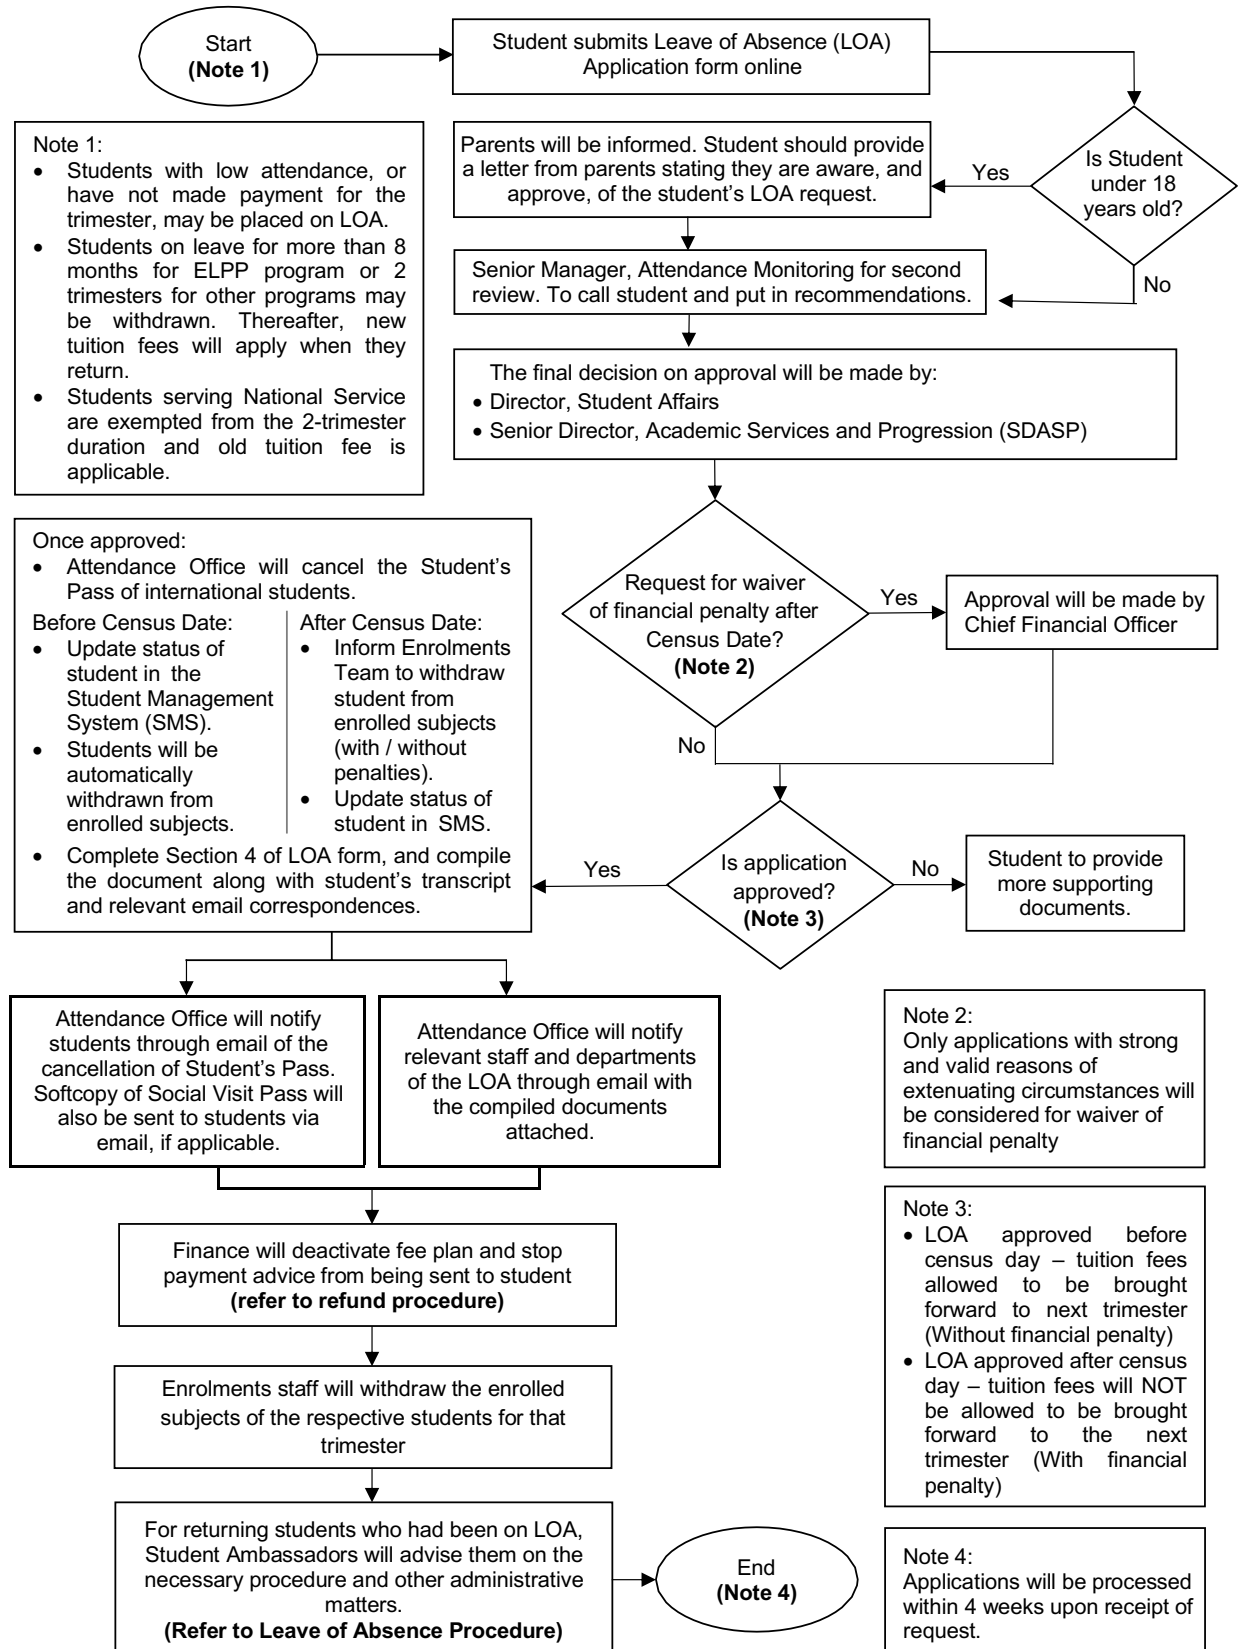 Start
(Note 1)
Student submits Leave of Absence (LOA)
Application form online
Note 1:
• Students with low attendance, or
have not made payment for the
trimester, may be placed on LOA.
• Students on leave for more than 8
months for ELPP program or 2
trimesters for other programs may
be withdrawn. Thereafter, new
tuition fees will apply when they
return.
• Students serving National Service
are exempted from the 2-trimester
duration and old tuition fee is
applicable.
Is Student
under 18
years old?
Yes
No
Parents will be informed. Student should provide
a letter from parents stating they are aware, and
approve, of the student's LOA request.
Senior Manager, Attendance Monitoring for second
review. To call student and put in recommendations.
The final decision on approval will be made by:
• Director, Student Affairs
• Senior Director, Academic Services and Progression (SDASP)
Request for waiver
of financial penalty after
Census Date?
(Note 2)
Yes
No
Approval will be made by
Chief Financial Officer
Is application
approved?
(Note 3)
No
Yes
Student to provide
more supporting
documents.
Once approved:
• Attendance Office will cancel the Student's
Pass of international students.
Before Census Date:
• Update status of
student in the
Student Management
System (SMS).
• Students will be
automatically
withdrawn from
enrolled subjects.
After Census Date:
• Inform Enrolments
Team to withdraw
student from
enrolled subjects
(with / without
penalties).
• Update status of
student in SMS.
• Complete Section 4 of LOA form, and compile
the document along with student's transcript
and relevant email correspondences.
Attendance Office will notify
students through email of the
cancellation of Student's Pass.
Softcopy of Social Visit Pass will
also be sent to students via
email, if applicable.
Attendance Office will notify
relevant staff and departments
of the LOA through email with
the compiled documents
attached.
Note 2:
Only applications with strong
and valid reasons of
extenuating circumstances will
be considered for waiver of
financial penalty
Finance will deactivate fee plan and stop
payment advice from being sent to student
(refer to refund procedure)
Note 3:
• LOA approved before
census day – tuition fees
allowed to be brought
forward to next trimester
(Without financial penalty)
• LOA approved after census
day – tuition fees will NOT
be allowed to be brought
forward to the next
trimester (With financial
penalty)
Enrolments staff will withdraw the enrolled
subjects of the respective students for that
trimester
For returning students who had been on LOA,
Student Ambassadors will advise them on the
necessary procedure and other administrative
matters.
(Refer to Leave of Absence Procedure)
End
(Note 4)
Note 4:
Applications will be processed
within 4 weeks upon receipt of
request.